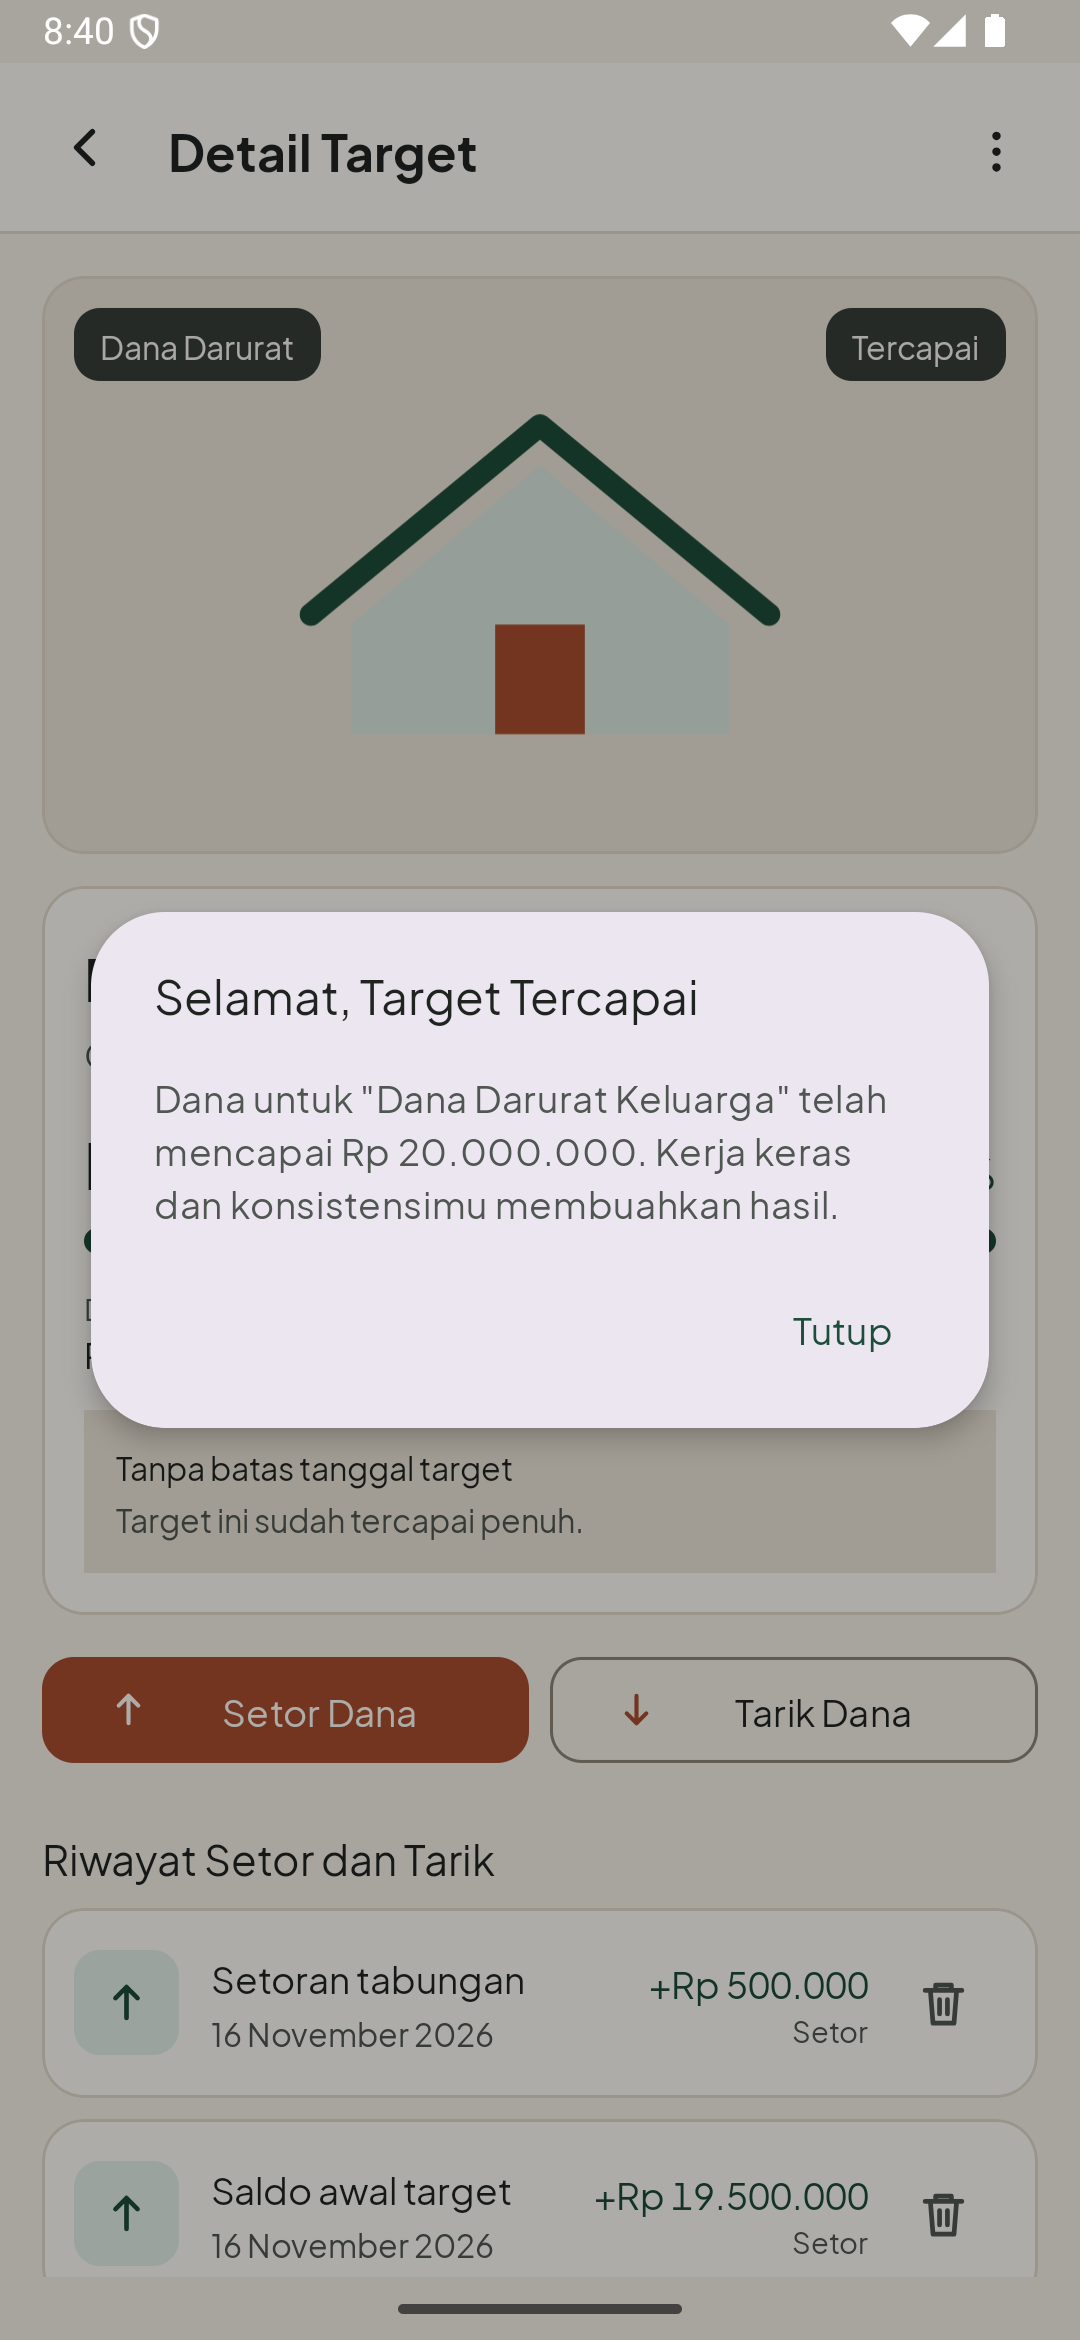 8:40
Detail Target
Dana Darurat
Tercapai
Selamat, Target Tercapai
Dana untuk "Dana Darurat Keluarga" telah
mencapai Rp 20.000.000. Kerja keras
dan konsistensimu membuahkan hasil.
Tutup
Tanpa batas tanggal target
Target ini sudah tercapai penuh.
Setor Dana
Tarik Dana
Riwayat Setor dan Tarik
Setoran tabungan
+Rp 500.000
16 November 2026
Setor
Saldo awal target
+Rp 19.500.000
16 November 2026
Setor